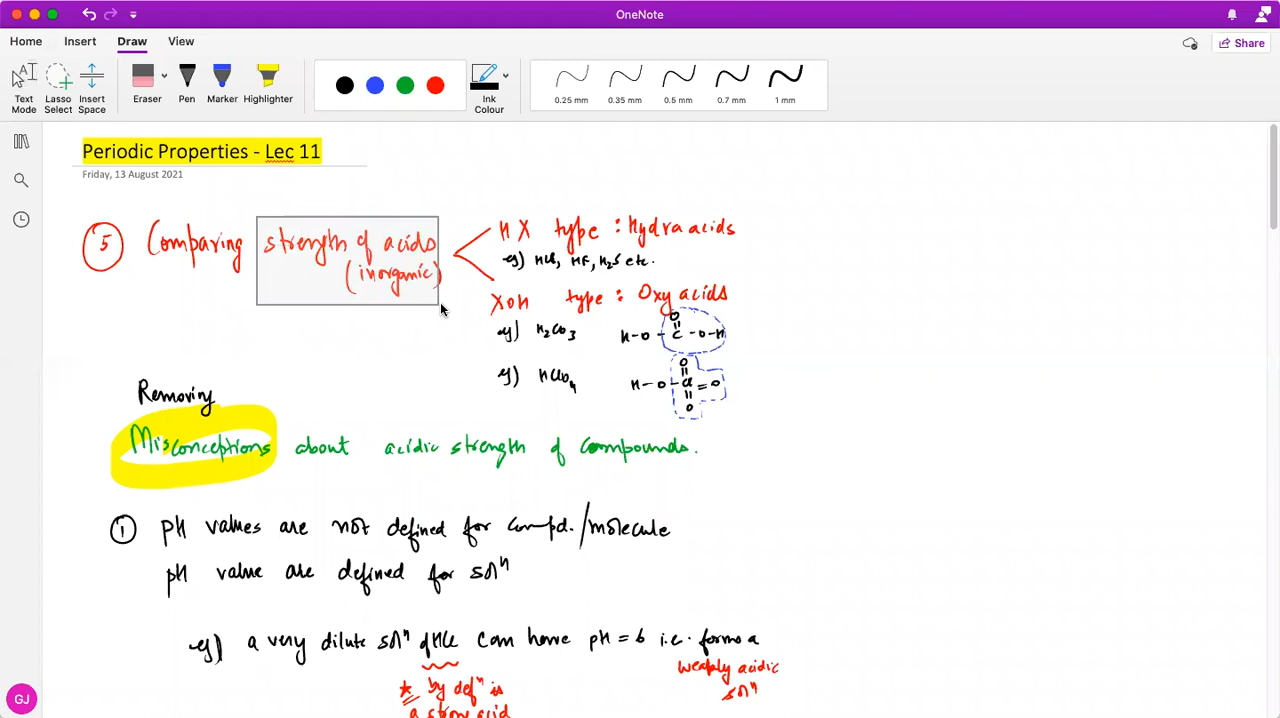 OneNote
Home Insert Draw View
Share
Text Mode
Lasso Select
Insert Space
Eraser
Pen
Marker
Highlighter
Ink Colour
0.25 mm
0.35 mm
0.5 mm
0.7 mm
1 mm
Periodic Properties - Lec 11
Friday, 13 August 2021
5 Comparing strength of acids
(inorganic)
HX type : Hydra acids
eg) HCl, HF, H2S etc.
XOH type : Oxy acids
eg) H2CO3
O
H-O-C-O-H
eg) HClO4
O
H-O-Cl=O
O
Removing
Misconceptions about acidic strength of compounds.
1 pH values are not defined for compd./molecule
pH value are defined for solⁿ
eg) a very dilute solⁿ of HCl can have pH = 6 i.e. forms a
weakly acidic
solⁿ
by defⁿ is
a strong acid
GJ